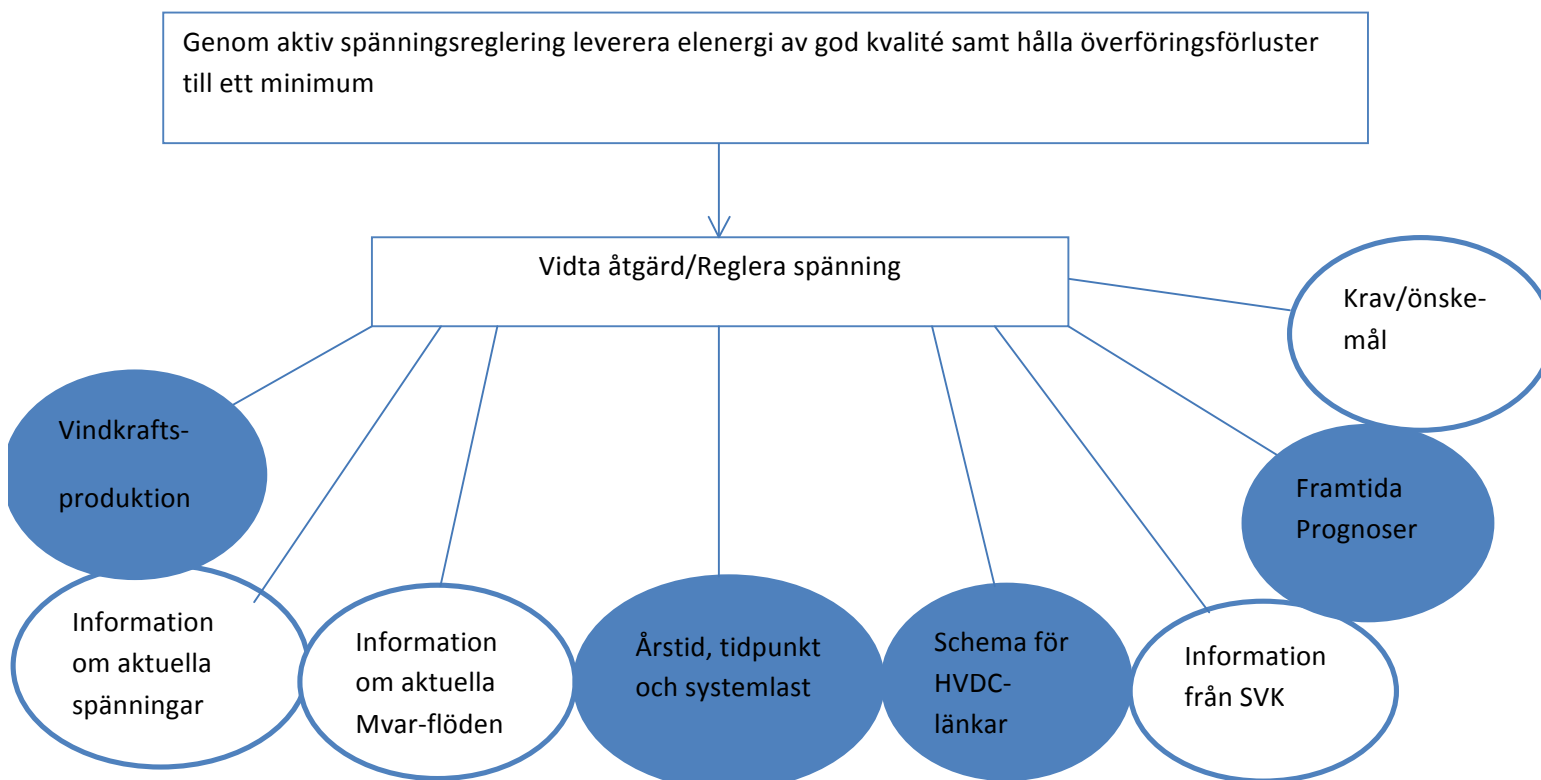 Genom aktiv spänningsreglering leverera elenergi av god kvalité samt hålla överföringsförluster
till ett minimum
Vidta åtgärd/Reglera spänning
Krav/önske-
mål
Vindkrafts-
produktion
Framtida
Prognoser
Information
om aktuella
spänningar
Information
om aktuella
Mvar-flöden
Årstid, tidpunkt
och systemlast
Schema för
HVDC-
länkar
Information
från SVK